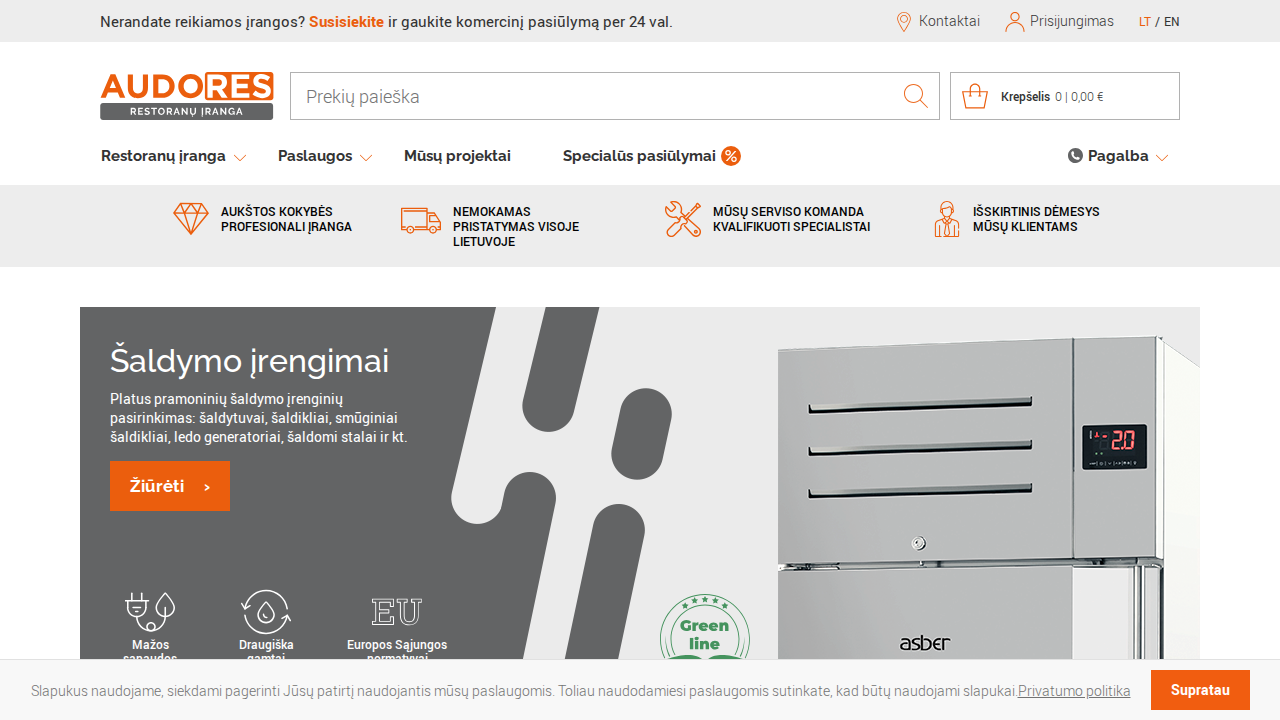 Nerandate reikiamos įrangos? Susisiekite ir gaukite komercinį pasiūlymą per 24 val.
Kontaktai
Prisijungimas
LT / EN
AUDORES
RESTORANŲ ĮRANGA
Prekių paieška
Krepšelis 0 | 0,00 €
Restoranų įranga
Paslaugos
Mūsų projektai
Specialūs pasiūlymai %
Pagalba
AUKŠTOS KOKYBĖS
PROFESIONALI ĮRANGA
NEMOKAMAS
PRISTATYMAS VISOJE
LIETUVOJE
MŪSŲ SERVISO KOMANDA
KVALIFIKUOTI SPECIALISTAI
IŠSKIRTINIS DĖMESYS
MŪSŲ KLIENTAMS
Šaldymo įrengimai
Platus pramoninių šaldymo įrenginių
pasirinkimas: šaldytuvai, šaldikliai, smūginiai
šaldikliai, ledo generatoriai, šaldomi stalai ir kt.
Žiūrėti >
2.0
EU
Mažos
sąnaudos
Draugiška
gamtai
Europos Sąjungos
normatyvai
Green
line
asber
Slapukus naudojame, siekdami pagerinti Jūsų patirtį naudojantis mūsų paslaugomis. Toliau naudodamiesi paslaugomis sutinkate, kad būtų naudojami slapukai.Privatumo politika
Supratau